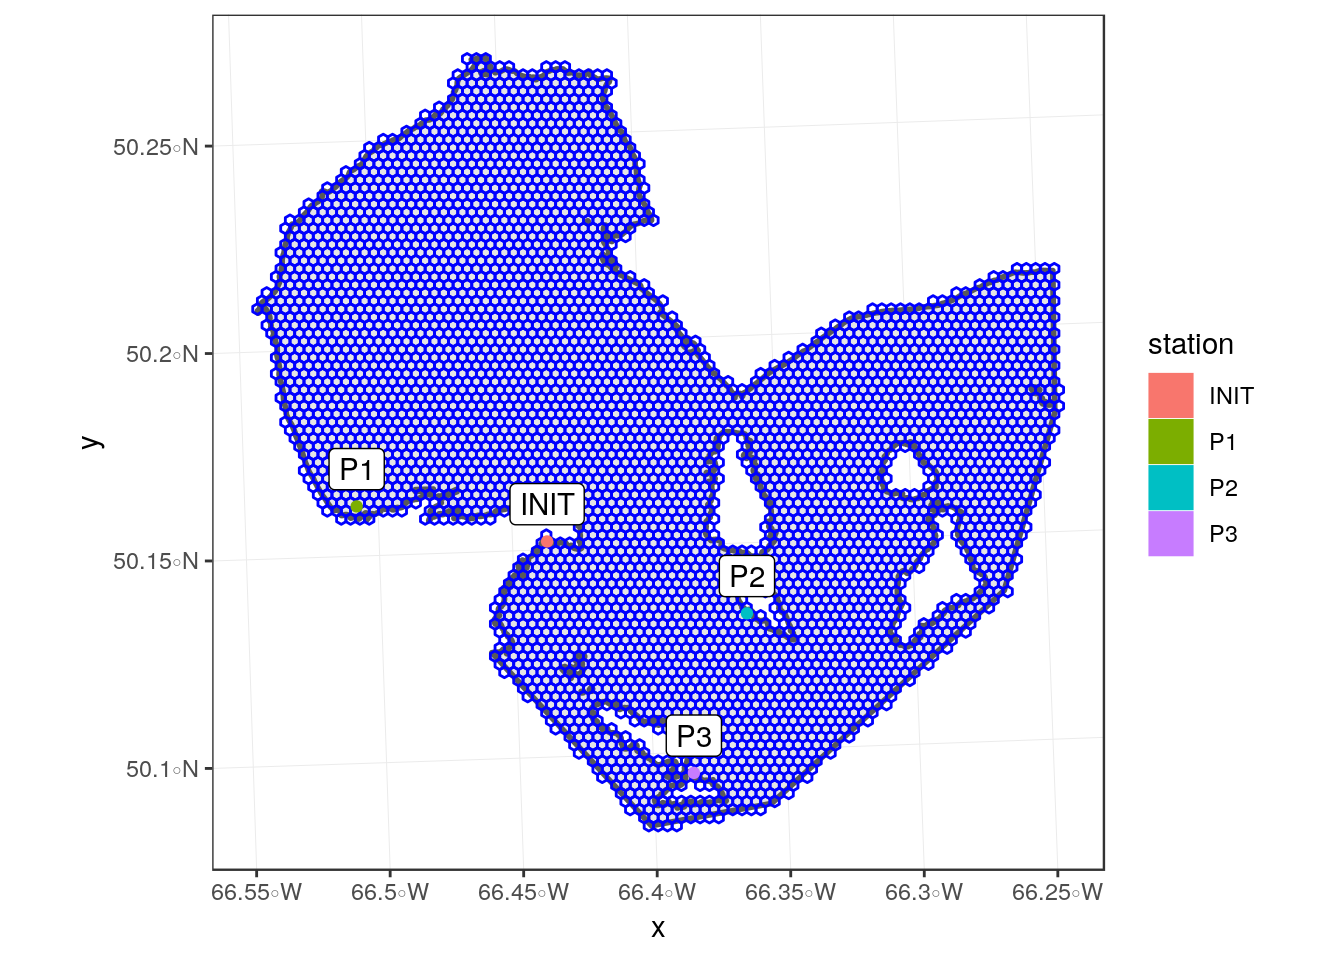 50.25◦N
50.2◦N
50.15◦N
50.1◦N
y
P1
INIT
P2
P3
66.55◦W
66.5◦W
66.45◦W
66.4◦W
66.35◦W
66.3◦W
66.25◦W
x
station
INIT
P1
P2
P3